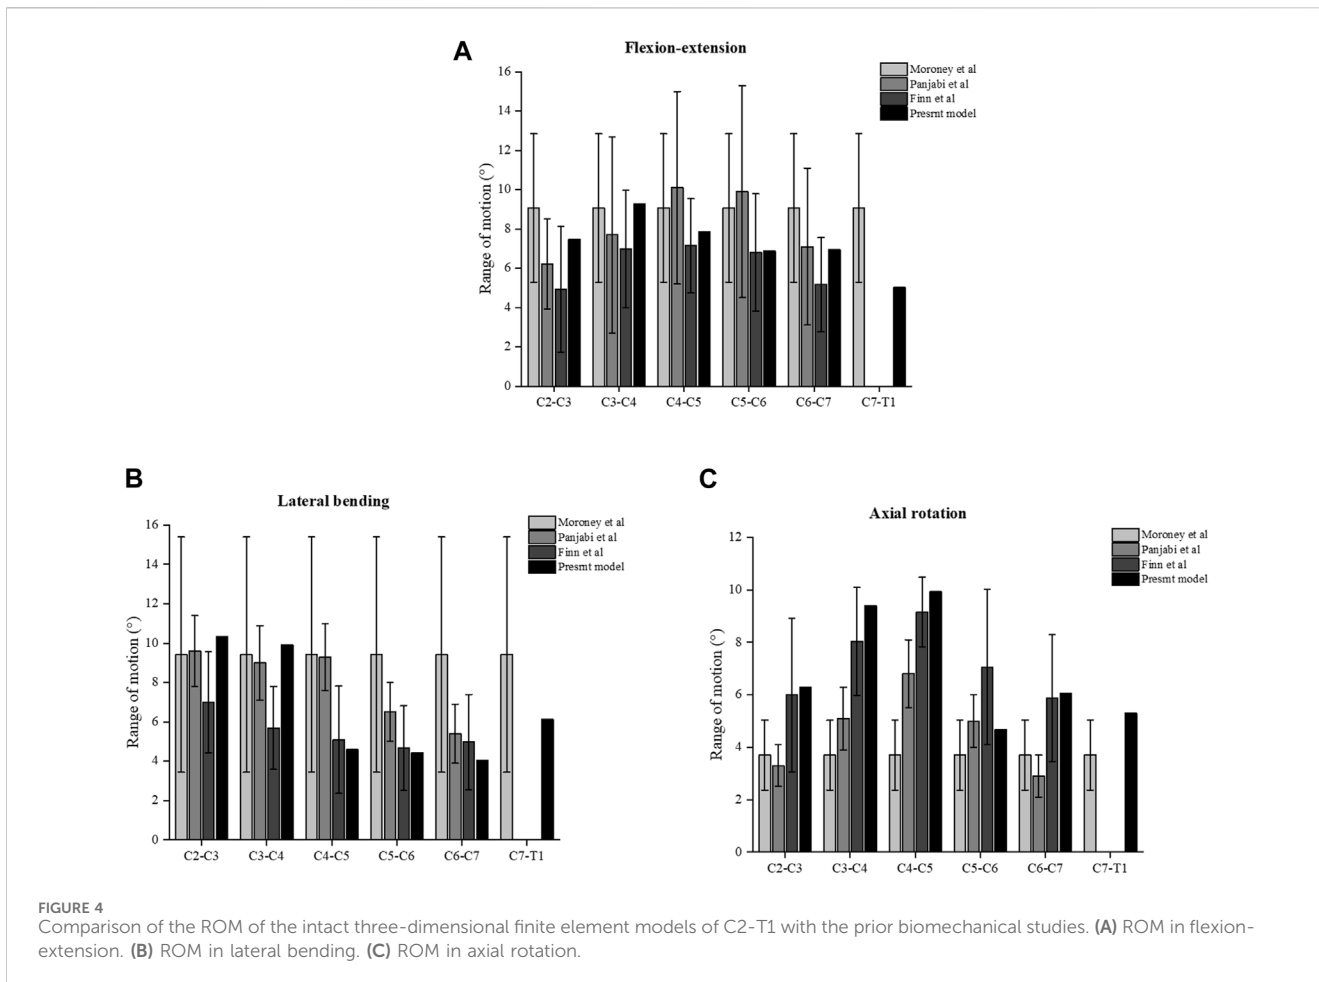 A
Flexion-extension
Moroney et al
Panjabi et al
Finn et al
Presrnt model
Range of motion (°)
16
14
12
10
8
6
4
2
0
C2-C3 C3-C4 C4-C5 C5-C6 C6-C7 C7-T1
B
Lateral bending
Moroney et al
Panjabi et al
Finn et al
Presrnt model
Range of motion (°)
16
14
12
10
8
6
4
2
0
C2-C3 C3-C4 C4-C5 C5-C6 C6-C7 C7-T1
C
Axial rotation
Moroney et al
Panjabi et al
Finn et al
Presrnt model
Range of motion (°)
12
10
8
6
4
2
0
C2-C3 C3-C4 C4-C5 C5-C6 C6-C7 C7-T1
FIGURE 4
Comparison of the ROM of the intact three-dimensional finite element models of C2-T1 with the prior biomechanical studies. (A) ROM in flexion-
extension. (B) ROM in lateral bending. (C) ROM in axial rotation.